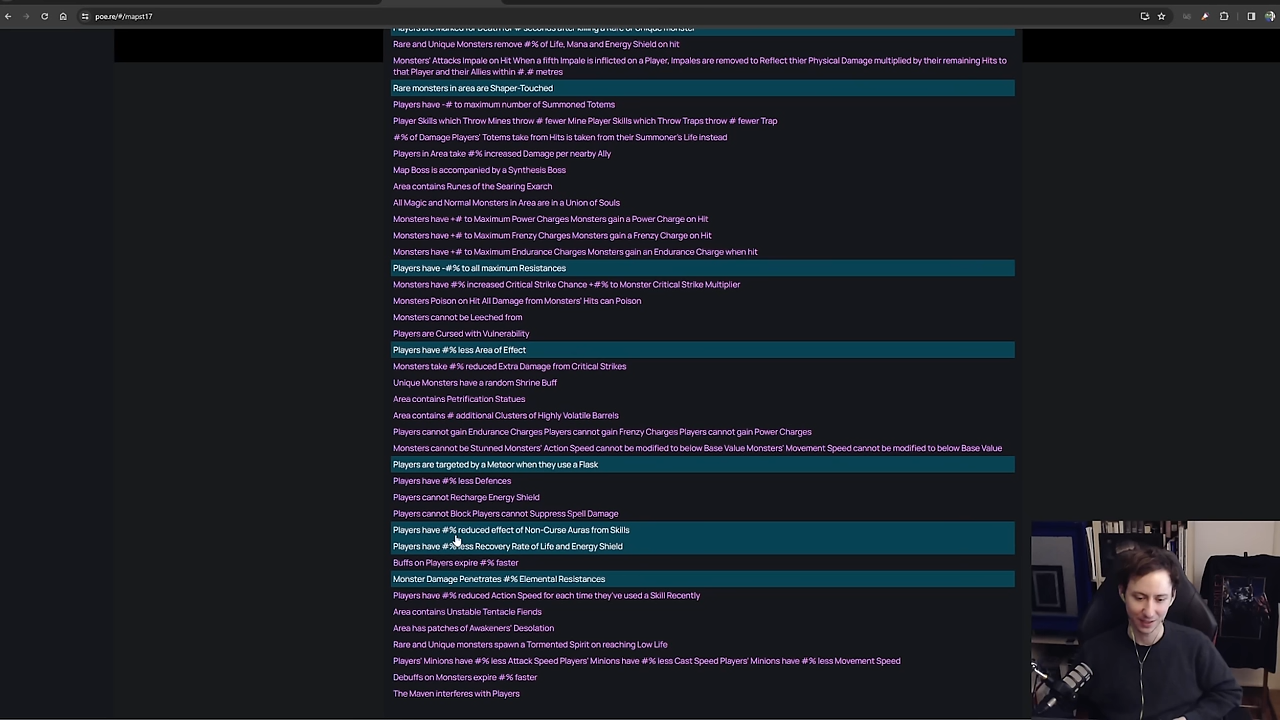 poe.re/#/mapst17
Players are Marked for Death for # seconds after killing a Rare or Unique monster
Rare and Unique Monsters remove #% of Life, Mana and Energy Shield on hit
Monsters' Attacks Impale on Hit When a fifth Impale is inflicted on a Player, Impales are removed to Reflect thier Physical Damage multiplied by their remaining Hits to
that Player and their Allies within #.# metres
Rare monsters in area are Shaper-Touched
Players have -# to maximum number of Summoned Totems
Player Skills which Throw Mines throw # fewer Mine Player Skills which Throw Traps throw # fewer Trap
#% of Damage Players' Totems take from Hits is taken from their Summoner's Life instead
Players in Area take #% increased Damage per nearby Ally
Map Boss is accompanied by a Synthesis Boss
Area contains Runes of the Searing Exarch
All Magic and Normal Monsters in Area are in a Union of Souls
Monsters have +# to Maximum Power Charges Monsters gain a Power Charge on Hit
Monsters have +# to Maximum Frenzy Charges Monsters gain a Frenzy Charge on Hit
Monsters have +# to Maximum Endurance Charges Monsters gain an Endurance Charge when hit
Players have -#% to all maximum Resistances
Monsters have #% increased Critical Strike Chance +#% to Monster Critical Strike Multiplier
Monsters Poison on Hit All Damage from Monsters' Hits can Poison
Monsters cannot be Leeched from
Players are Cursed with Vulnerability
Players have #% less Area of Effect
Monsters take #% reduced Extra Damage from Critical Strikes
Unique Monsters have a random Shrine Buff
Area contains Petrification Statues
Area contains # additional Clusters of Highly Volatile Barrels
Players cannot gain Endurance Charges Players cannot gain Frenzy Charges Players cannot gain Power Charges
Monsters cannot be Stunned Monsters' Action Speed cannot be modified to below Base Value Monsters' Movement Speed cannot be modified to below Base Value
Players are targeted by a Meteor when they use a Flask
Players have #% less Defences
Players cannot Recharge Energy Shield
Players cannot Block Players cannot Suppress Spell Damage
Players have #% reduced effect of Non-Curse Auras from Skills
Players have #% less Recovery Rate of Life and Energy Shield
Buffs on Players expire #% faster
Monster Damage Penetrates #% Elemental Resistances
Players have #% reduced Action Speed for each time they've used a Skill Recently
Area contains Unstable Tentacle Fiends
Area has patches of Awakeners' Desolation
Rare and Unique monsters spawn a Tormented Spirit on reaching Low Life
Players' Minions have #% less Attack Speed Players' Minions have #% less Cast Speed Players' Minions have #% less Movement Speed
Debuffs on Monsters expire #% faster
The Maven interferes with Players